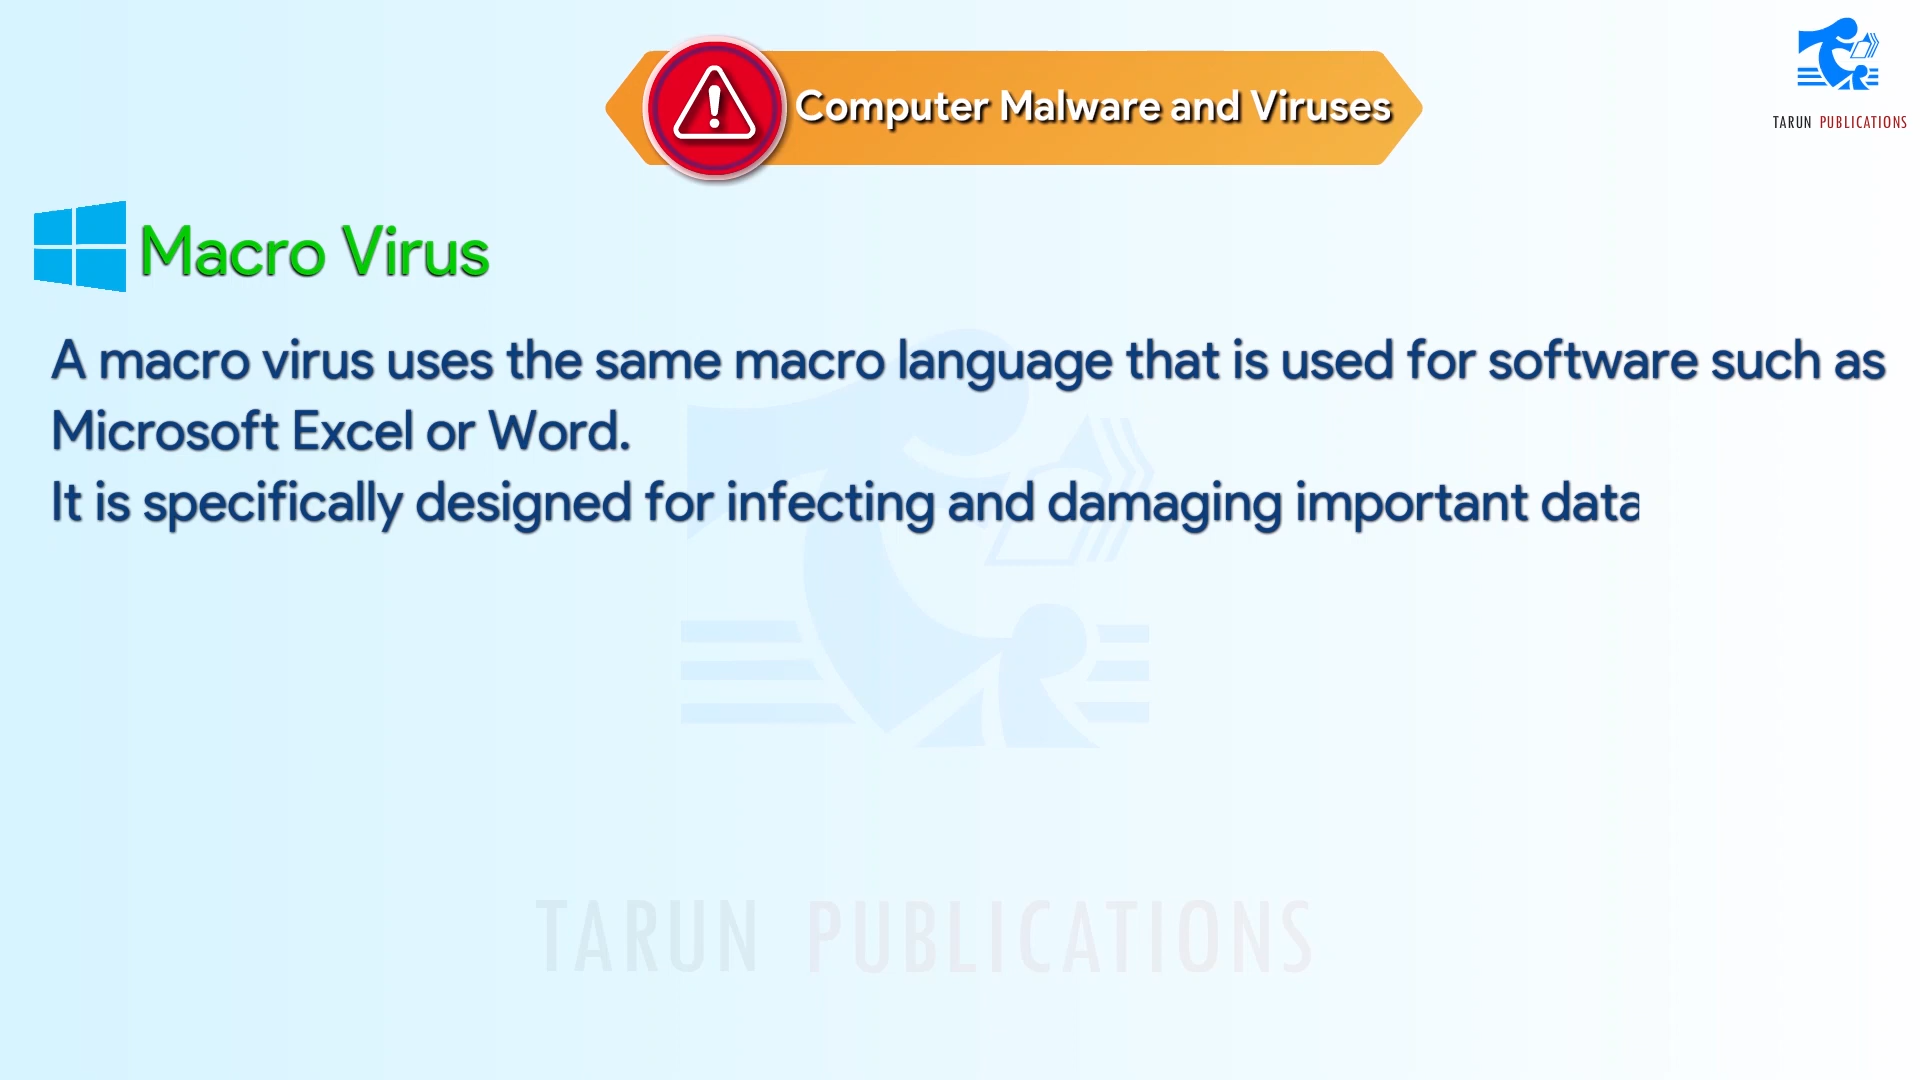 Computer Malware and Viruses
TARUN PUBLICATIONS
Macro Virus
A macro virus uses the same macro language that is used for software such as
Microsoft Excel or Word.
It is specifically designed for infecting and damaging important data
TARUN PUBLICATIONS